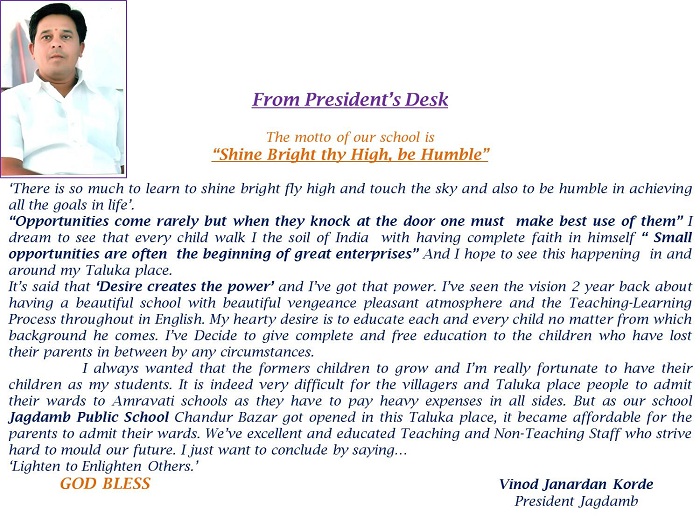 From President's Desk
The motto of our school is
"Shine Bright thy High, be Humble"
'There is so much to learn to shine bright fly high and touch the sky and also to be humble in achieving
all the goals in life'.
"Opportunities come rarely but when they knock at the door one must make best use of them" I
dream to see that every child walk I the soil of India with having complete faith in himself " Small
opportunities are often the beginning of great enterprises" And I hope to see this happening in and
around my Taluka place.
It's said that 'Desire creates the power' and I've got that power. I've seen the vision 2 year back about
having a beautiful school with beautiful vengeance pleasant atmosphere and the Teaching-Learning
Process throughout in English. My hearty desire is to educate each and every child no matter from which
background he comes. I've Decide to give complete and free education to the children who have lost
their parents in between by any circumstances.
I always wanted that the formers children to grow and I'm really fortunate to have their
children as my students. It is indeed very difficult for the villagers and Taluka place people to admit
their wards to Amravati schools as they have to pay heavy expenses in all sides. But as our school
Jagdamb Public School Chandur Bazar got opened in this Taluka place, it became affordable for the
parents to admit their wards. We've excellent and educated Teaching and Non-Teaching Staff who strive
hard to mould our future. I just want to conclude by saying...
'Lighten to Enlighten Others.'
GOD BLESS
Vinod Janardan Korde
President Jagdamb